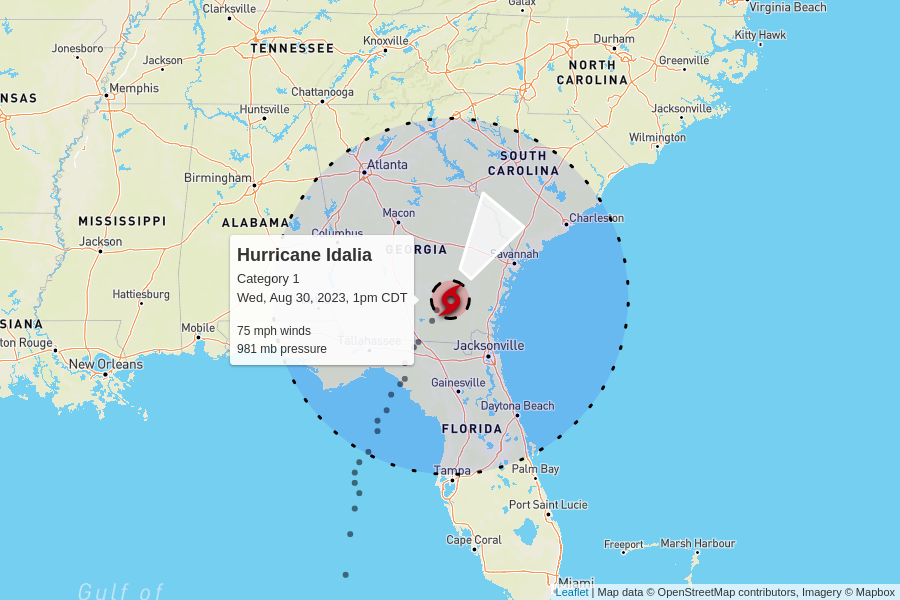 Clarksville
Galax
Virginia Beach
Jonesboro
TENNESSEE
Knoxville
Durham
Kitty Hawk
Jackson
NORTH
CAROLINA
Greenville
NSAS
Memphis
Chattanooga
Huntsville
Jacksonville
Wilmington
Atlanta
SOUTH
CAROLINA
Birmingham
MISSISSIPPI
ALABAMA
Macon
Charleston
Jackson
Columbus
GEORGIA
Savannah
Hurricane Idalia
Category 1
Wed, Aug 30, 2023, 1pm CDT
75 mph winds
981 mb pressure
Hattiesburg
SIANA
Mobile
ton Rouge
Tallahassee
Jacksonville
New Orleans
Gainesville
Daytona Beach
FLORIDA
Tampa
Palm Bay
Port Saint Lucie
Cape Coral
Freeport
Marsh Harbour
Miami
Gulf of
Leaflet | Map data © OpenStreetMap contributors, Imagery © Mapbox